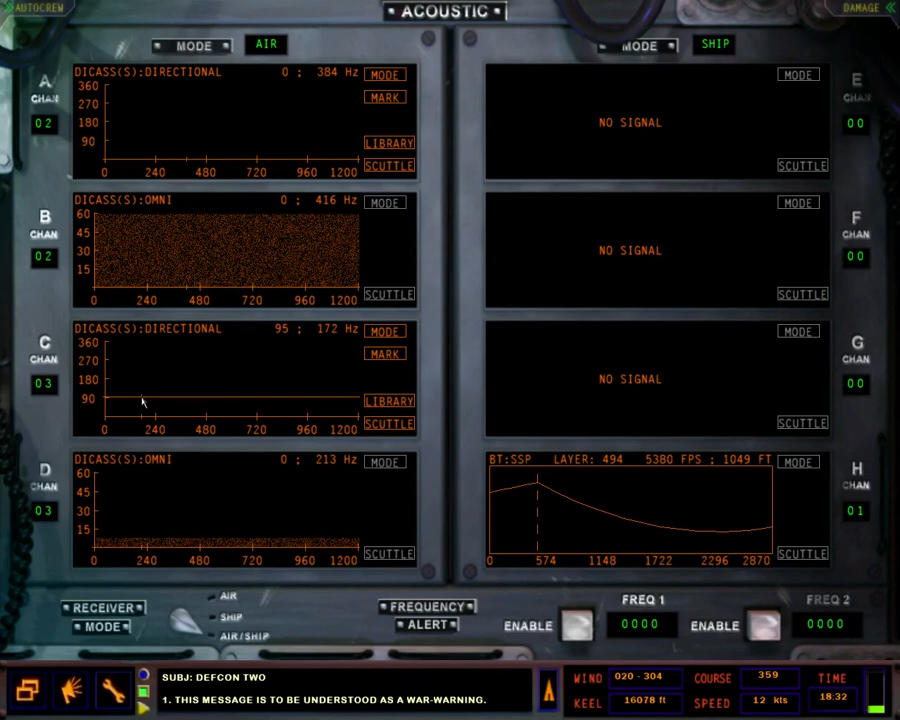 AUTOCREW
ACOUSTIC
DAMAGE
MODE AIR
MODE SHIP
A
CHAN
02
DICASS(S):DIRECTIONAL 0 ; 384 Hz
360
270
180
90
0 240 480 720 960 1200
MODE
MARK
LIBRARY
SCUTTLE
B
CHAN
02
DICASS(S):OMNI 0 ; 416 Hz
60
45
30
15
0 240 480 720 960 1200
MODE
SCUTTLE
C
CHAN
03
DICASS(S):DIRECTIONAL 95 ; 172 Hz
360
270
180
90
0 240 480 720 960 1200
MODE
MARK
LIBRARY
SCUTTLE
D
CHAN
03
DICASS(S):OMNI 0 ; 213 Hz
60
45
30
15
0 240 480 720 960 1200
MODE
SCUTTLE
NO SIGNAL
MODE
SCUTTLE
E
CHAN
00
NO SIGNAL
MODE
SCUTTLE
F
CHAN
00
NO SIGNAL
MODE
SCUTTLE
G
CHAN
00
BT:SSP LAYER: 494 5380 FPS ; 1049 FT
0 574 1148 1722 2296 2870
MODE
SCUTTLE
H
CHAN
01
RECEIVER
MODE
AIR
SHIP
AIR/SHIP
FREQUENCY
ALERT
ENABLE
FREQ 1
0000
ENABLE
FREQ 2
0000
SUBJ: DEFCON TWO
1. THIS MESSAGE IS TO BE UNDERSTOOD AS A WAR-WARNING.
WIND 020 - 304
KEEL 16078 ft
COURSE 359
SPEED 12 kts
TIME
18:32